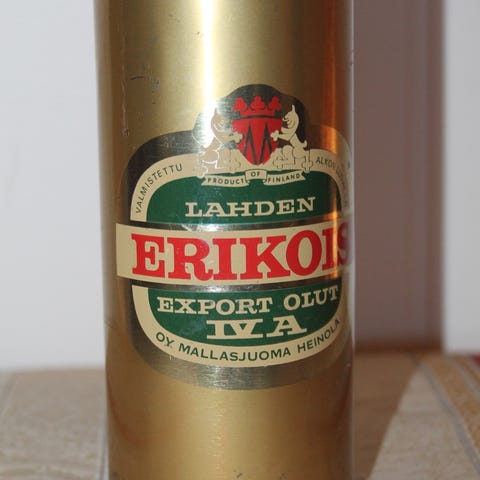 VALMISTETTU
PRODUCT OF FINLAND
LAHDEN
ERIKOIS
EXPORT OLUT
IV A
OY. MALLASJUOMA HEINOLA